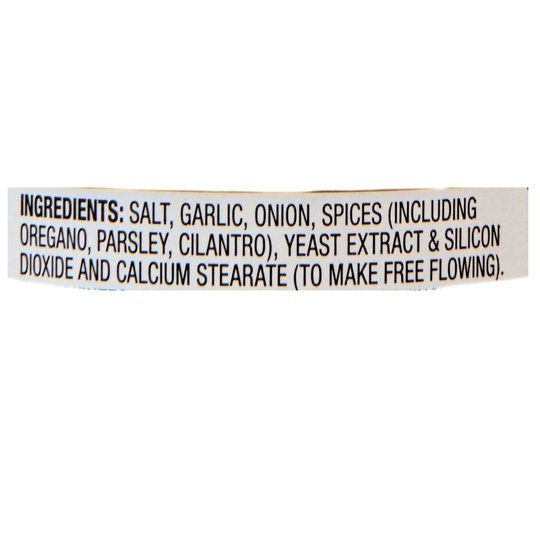 INGREDIENTS: SALT, GARLIC, ONION, SPICES (INCLUDING
OREGANO, PARSLEY, CILANTRO), YEAST EXTRACT & SILICON
DIOXIDE AND CALCIUM STEARATE (TO MAKE FREE FLOWING).